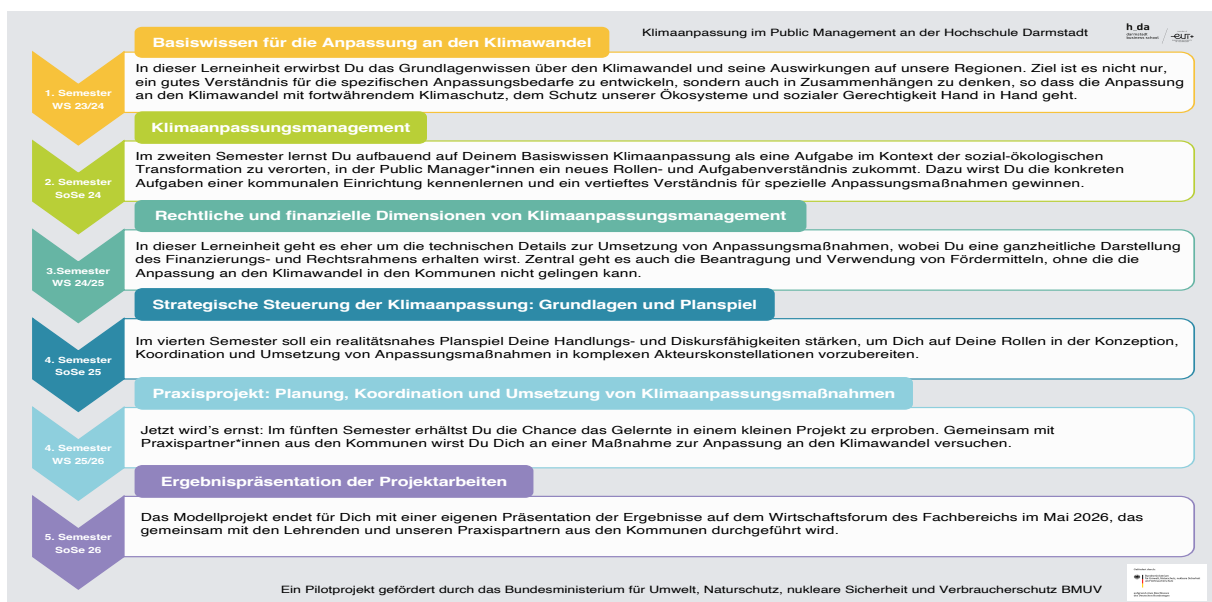 Klimaanpassung im Public Management an der Hochschule Darmstadt
h_da
darmstadt
business school
eut+
Basiswissen für die Anpassung an den Klimawandel
1. Semester
WS 23/24
In dieser Lerneinheit erwirbst Du das Grundlagenwissen über den Klimawandel und seine Auswirkungen auf unsere Regionen. Ziel ist es nicht nur,
ein gutes Verständnis für die spezifischen Anpassungsbedarfe zu entwickeln, sondern auch in Zusammenhängen zu denken, so dass die Anpassung
an den Klimawandel mit fortwährendem Klimaschutz, dem Schutz unserer Ökosysteme und sozialer Gerechtigkeit Hand in Hand geht.
Klimaanpassungsmanagement
2. Semester
SoSe 24
Im zweiten Semester lernst Du aufbauend auf Deinem Basiswissen Klimaanpassung als eine Aufgabe im Kontext der sozial-ökologischen
Transformation zu verorten, in der Public Manager*innen ein neues Rollen- und Aufgabenverständnis zukommt. Dazu wirst Du die konkreten
Aufgaben einer kommunalen Einrichtung kennenlernen und ein vertieftes Verständnis für spezielle Anpassungsmaßnahmen gewinnen.
Rechtliche und finanzielle Dimensionen von Klimaanpassungsmanagement
3.Semester
WS 24/25
In dieser Lerneinheit geht es eher um die technischen Details zur Umsetzung von Anpassungsmaßnahmen, wobei Du eine ganzheitliche Darstellung
des Finanzierungs- und Rechtsrahmens erhalten wirst. Zentral geht es auch die Beantragung und Verwendung von Fördermitteln, ohne die die
Anpassung an den Klimawandel in den Kommunen nicht gelingen kann.
Strategische Steuerung der Klimaanpassung: Grundlagen und Planspiel
4. Semester
SoSe 25
Im vierten Semester soll ein realitätsnahes Planspiel Deine Handlungs- und Diskursfähigkeiten stärken, um Dich auf Deine Rollen in der Konzeption,
Koordination und Umsetzung von Anpassungsmaßnahmen in komplexen Akteurskonstellationen vorzubereiten.
Praxisprojekt: Planung, Koordination und Umsetzung von Klimaanpassungsmaßnahmen
4. Semester
WS 25/26
Jetzt wird's ernst: Im fünften Semester erhältst Du die Chance das Gelernte in einem kleinen Projekt zu erproben. Gemeinsam mit
Praxispartner*innen aus den Kommunen wirst Du Dich an einer Maßnahme zur Anpassung an den Klimawandel versuchen.
Ergebnispräsentation der Projektarbeiten
5. Semester
SoSe 26
Das Modellprojekt endet für Dich mit einer eigenen Präsentation der Ergebnisse auf dem Wirtschaftsforum des Fachbereichs im Mai 2026, das
gemeinsam mit den Lehrenden und unseren Praxispartnern aus den Kommunen durchgeführt wird.
Ein Pilotprojekt gefördert durch das Bundesministerium für Umwelt, Naturschutz, nukleare Sicherheit und Verbraucherschutz BMUV